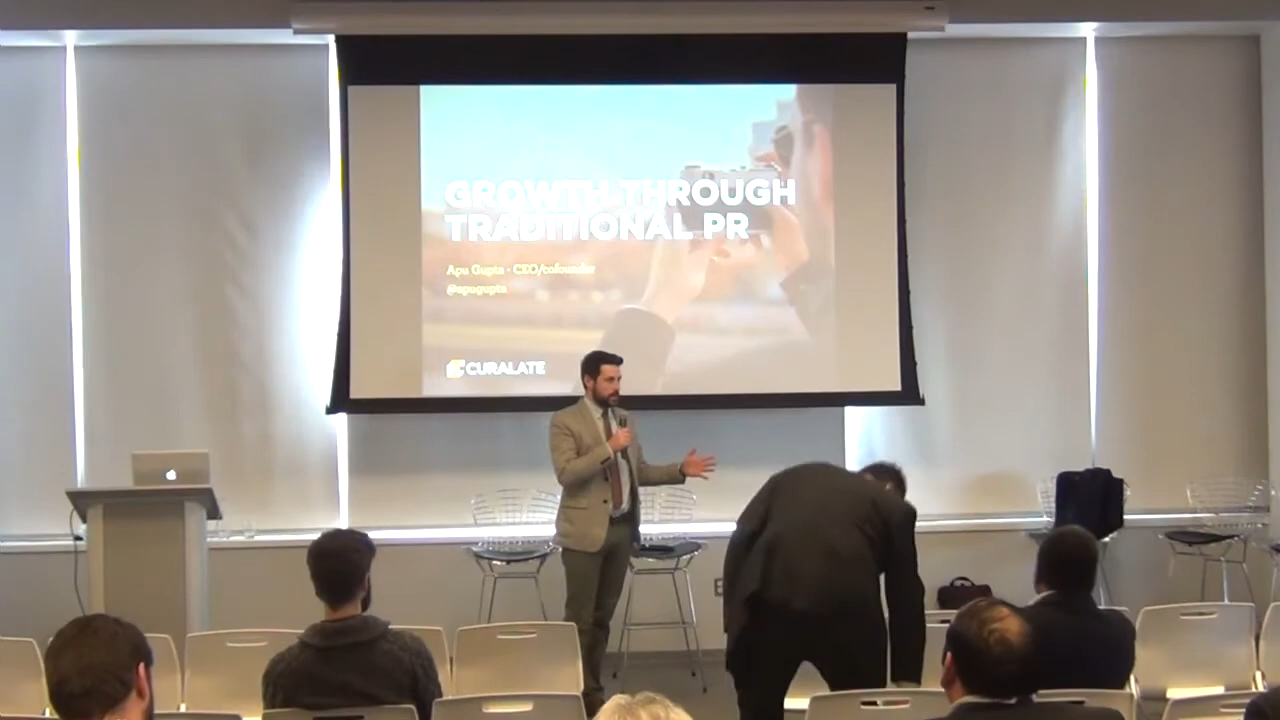 GROWTH THROUGH
TRADITIONAL PR
Apu Gupta · CEO/cofounder
@apugupta
CURALATE